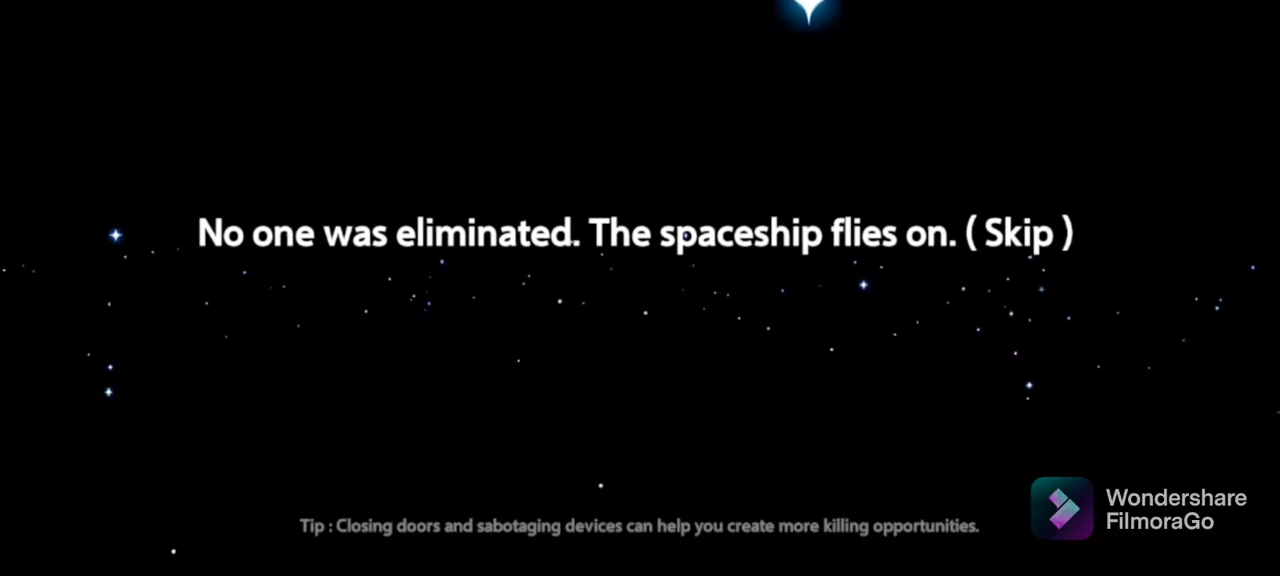 No one was eliminated. The spaceship flies on. ( Skip )
Tip : Closing doors and sabotaging devices can help you create more killing opportunities.
Wondershare
FilmoraGo